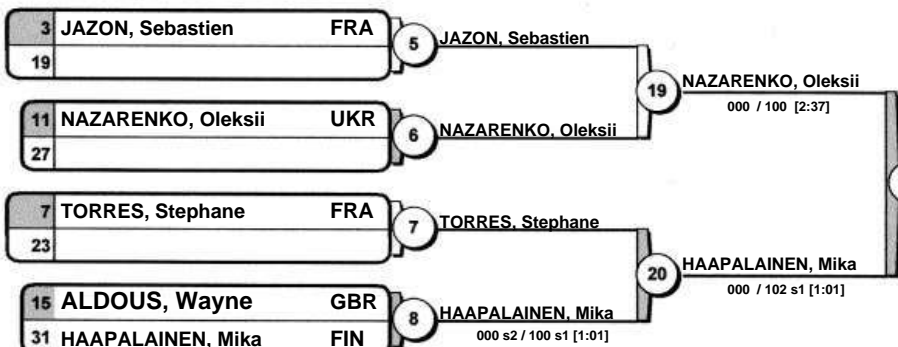 3 JAZON, Sebastien FRA
19
5
JAZON, Sebastien
11 NAZARENKO, Oleksii UKR
27
6
NAZARENKO, Oleksii
19
NAZARENKO, Oleksii
000 / 100 [2:37]
7 TORRES, Stephane FRA
23
7
TORRES, Stephane
15 ALDOUS, Wayne GBR
31 HAAPALAINEN, Mika FIN
8
HAAPALAINEN, Mika
000 s2 / 100 s1 [1:01]
20
HAAPALAINEN, Mika
000 / 102 s1 [1:01]